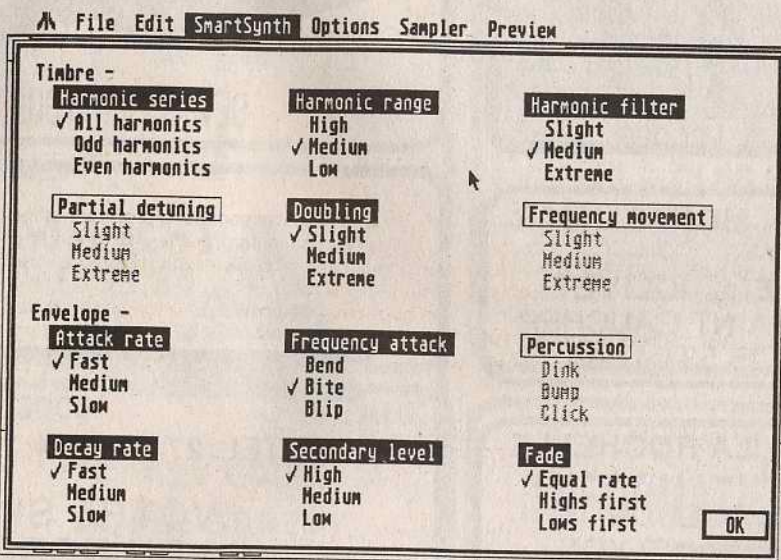 File Edit SmartSynth Options Sampler Preview
Timbre -
Harmonic series
✓ All harmonics
Odd harmonics
Even harmonics
Harmonic range
High
✓ Medium
Low
Harmonic filter
Slight
✓ Medium
Extreme
Partial detuning
Slight
Medium
Extreme
Doubling
✓ Slight
Medium
Extreme
Frequency movement
Slight
Medium
Extreme
Envelope -
Attack rate
✓ Fast
Medium
Slow
Frequency attack
Bend
✓ Bite
Blip
Percussion
Dink
Bump
Click
Decay rate
✓ Fast
Medium
Slow
Secondary level
✓ High
Medium
Low
Fade
✓ Equal rate
Highs first
Lows first
OK